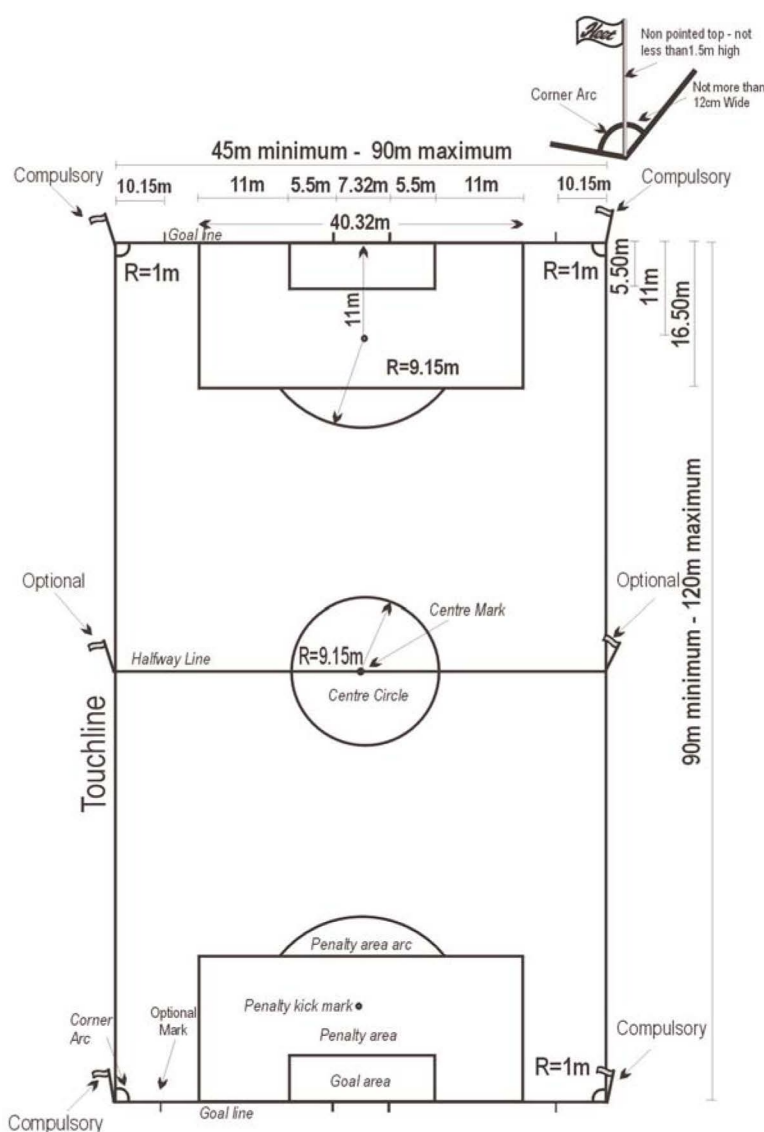 Non pointed top - not
less than1.5m high
Corner Arc
Not more than
12cm Wide
45m minimum - 90m maximum
Compulsory
Compulsory
10.15m
11m
5.5m
7.32m
5.5m
11m
10.15m
40.32m
Goal line
R=1m
R=1m
5.50m
11m
16.50m
11m
R=9.15m
90m minimum - 120m maximum
Optional
Optional
Centre Mark
Halfway Line
R=9.15m
Centre Circle
Touchline
Penalty area arc
Penalty kick mark
Penalty area
Goal area
Corner
Arc
Optional
Mark
R=1m
Compulsory
Compulsory
Goal line